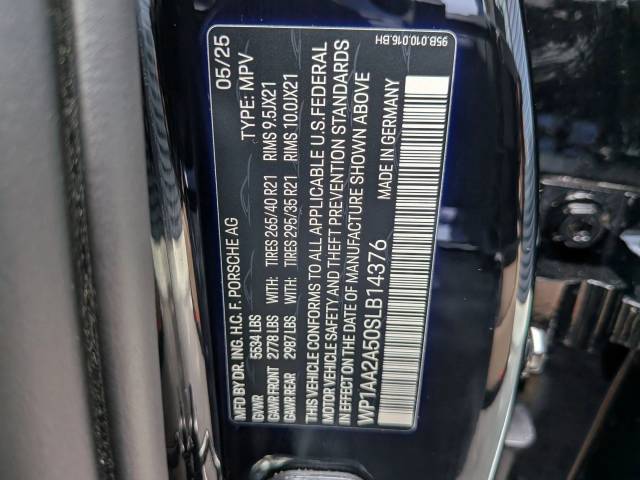 95B.010.016.BH
MFD BY DR. ING. H.C. F. PORSCHE AG 05/25
GVWR 5534 LBS TYPE: MPV
GAWR FRONT 2778 LBS WITH TIRES 265/40 R21 RIMS 9.5JX21
GAWR REAR 2987 LBS WITH TIRES 295/35 R21 RIMS 10.0JX21
THIS VEHICLE CONFORMS TO ALL APPLICABLE U.S. FEDERAL
MOTOR VEHICLE SAFETY AND THEFT PREVENTION STANDARDS
IN EFFECT ON THE DATE OF MANUFACTURE SHOWN ABOVE
WP1AA2A50SLB14376 MADE IN GERMANY